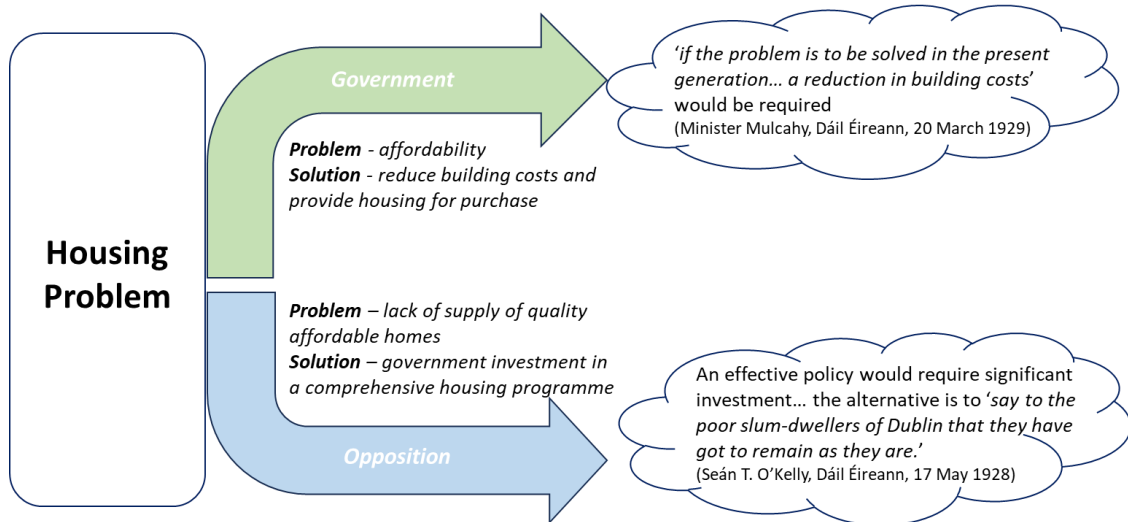 Housing
Problem
Government
Problem - affordability
Solution - reduce building costs and
provide housing for purchase
‘if the problem is to be solved in the present
generation… a reduction in building costs’
would be required
(Minister Mulcahy, Dáil Éireann, 20 March 1929)
Problem – lack of supply of quality
affordable homes
Solution – government investment in
a comprehensive housing programme
Opposition
An effective policy would require significant
investment… the alternative is to ‘say to the
poor slum-dwellers of Dublin that they have
got to remain as they are.’
(Seán T. O’Kelly, Dáil Éireann, 17 May 1928)